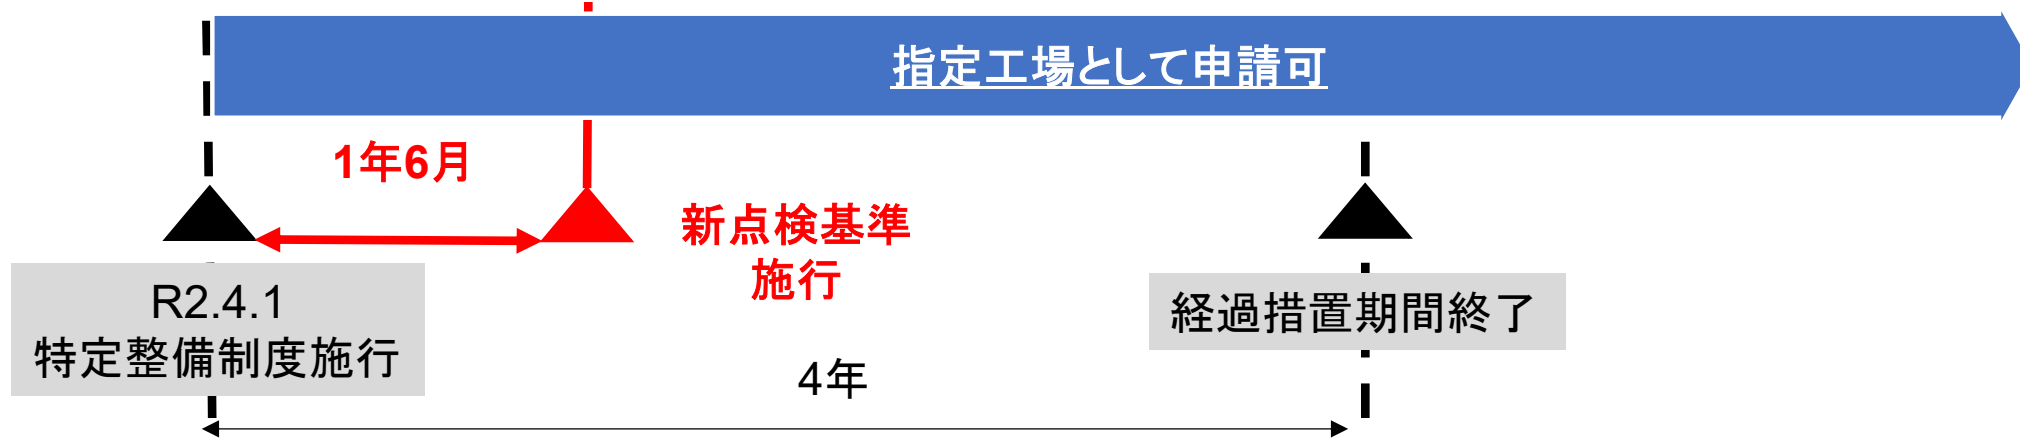 指定工場として申請可
1年6月
新点検基準
施行
R2.4.1
特定整備制度施行
経過措置期間終了
4年